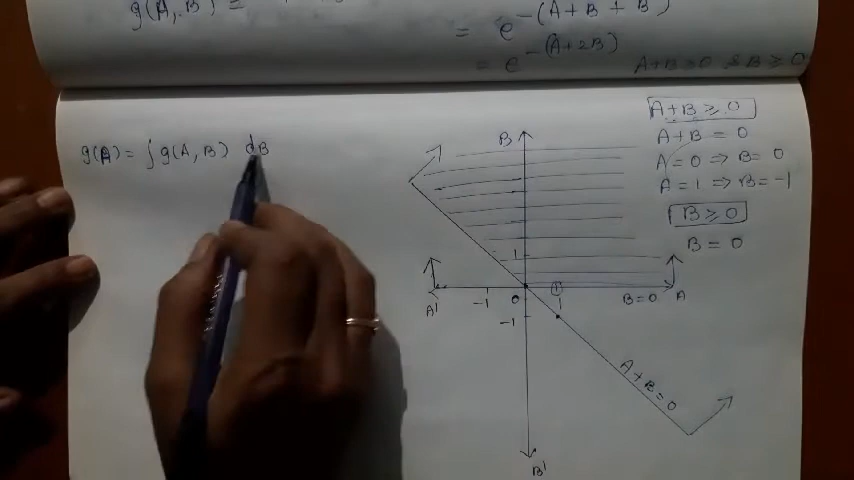 g(A, B) =
= e^-(A+B+B)
= e^-(A+2B) A+B ≥ 0 & B ≥ 0
g(A) = ∫ g(A, B) dB
A+B ≥ 0
A+B = 0
A = 0 ⇒ B = 0
A = 1 ⇒ B = -1
B ≥ 0
B = 0
B
1
A' -1 0 1 B=0 A
-1
A+B=0
B'